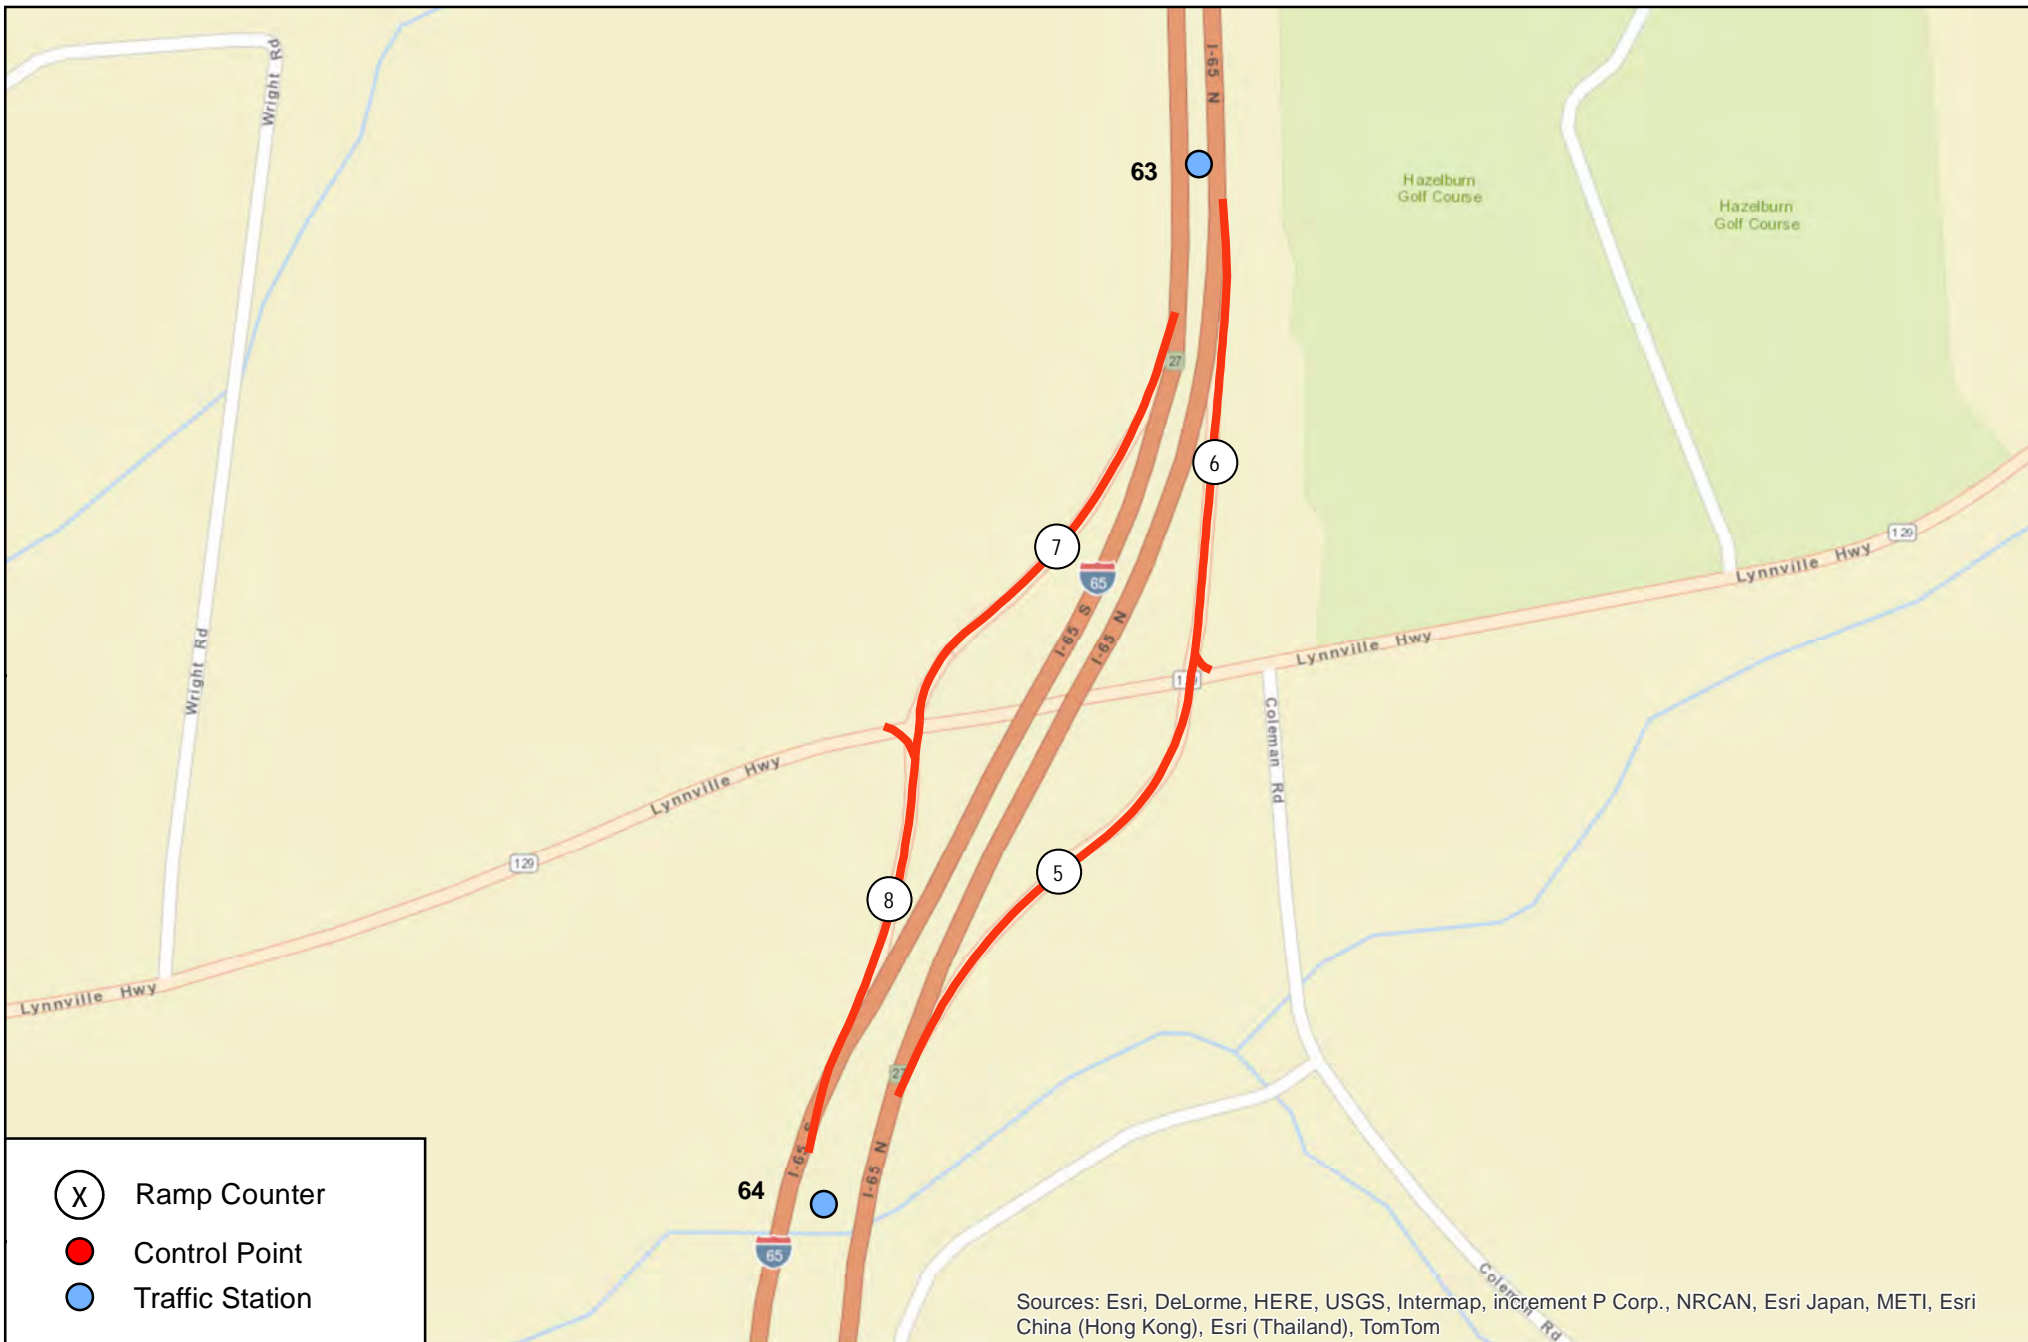 Wright Rd
I-65 N
63
Hazelburn
Golf Course
Hazelburn
Golf Course
27
6
129
Lynnville Hwy
7
65
I-65 S
I-65 N
Wright Rd
Lynnville Hwy
Coleman Rd
Lynnville Hwy
129
5
8
Lynnville Hwy
27
I-65 S
I-65 N
64
65
X Ramp Counter
Control Point
Traffic Station
Coleman Rd
Sources: Esri, DeLorme, HERE, USGS, Intermap, increment P Corp., NRCAN, Esri Japan, METI, Esri
China (Hong Kong), Esri (Thailand), TomTom